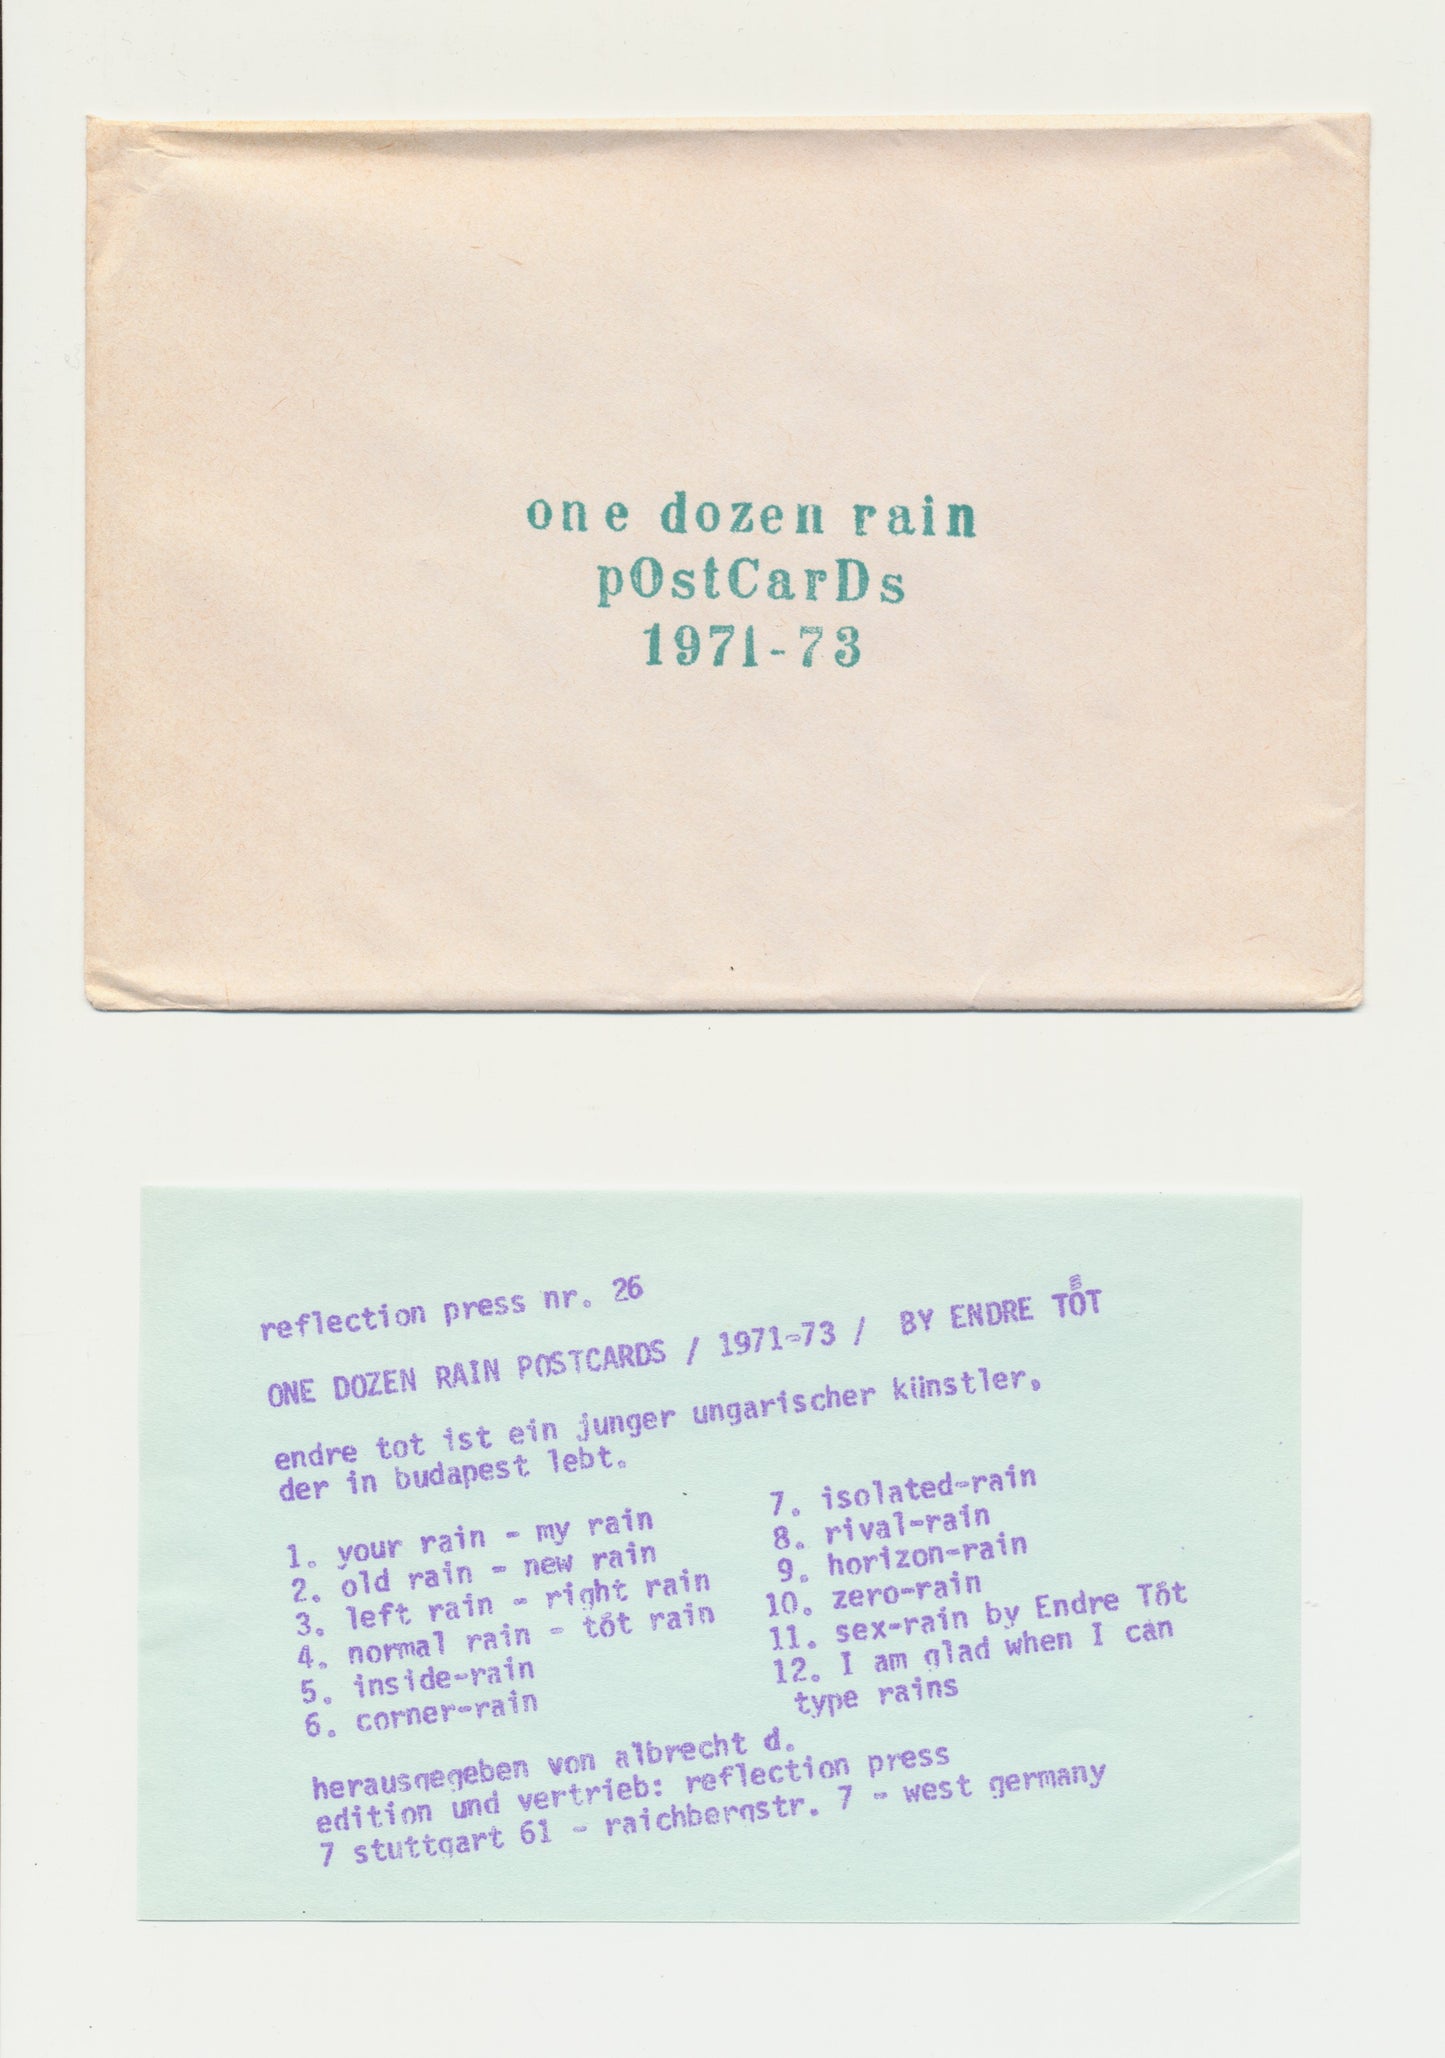 one dozen rain
pOstCarDs
1971-73
reflection press nr. 26
ONE DOZEN RAIN POSTCARDS / 1971-73 / BY ENDRE TŐT
endre tot ist ein junger ungarischer künstler,
der in budapest lebt.
1. your rain - my rain
2. old rain - new rain
3. left rain - right rain
4. normal rain - tőt rain
5. inside-rain
6. corner-rain
7. isolated-rain
8. rival-rain
9. horizon-rain
10. zero-rain
11. sex-rain by Endre Tőt
12. I am glad when I can
type rains
herausgegeben von albrecht d.
edition und vertrieb: reflection press
7 stuttgart 61 - raichbergstr. 7 - west germany